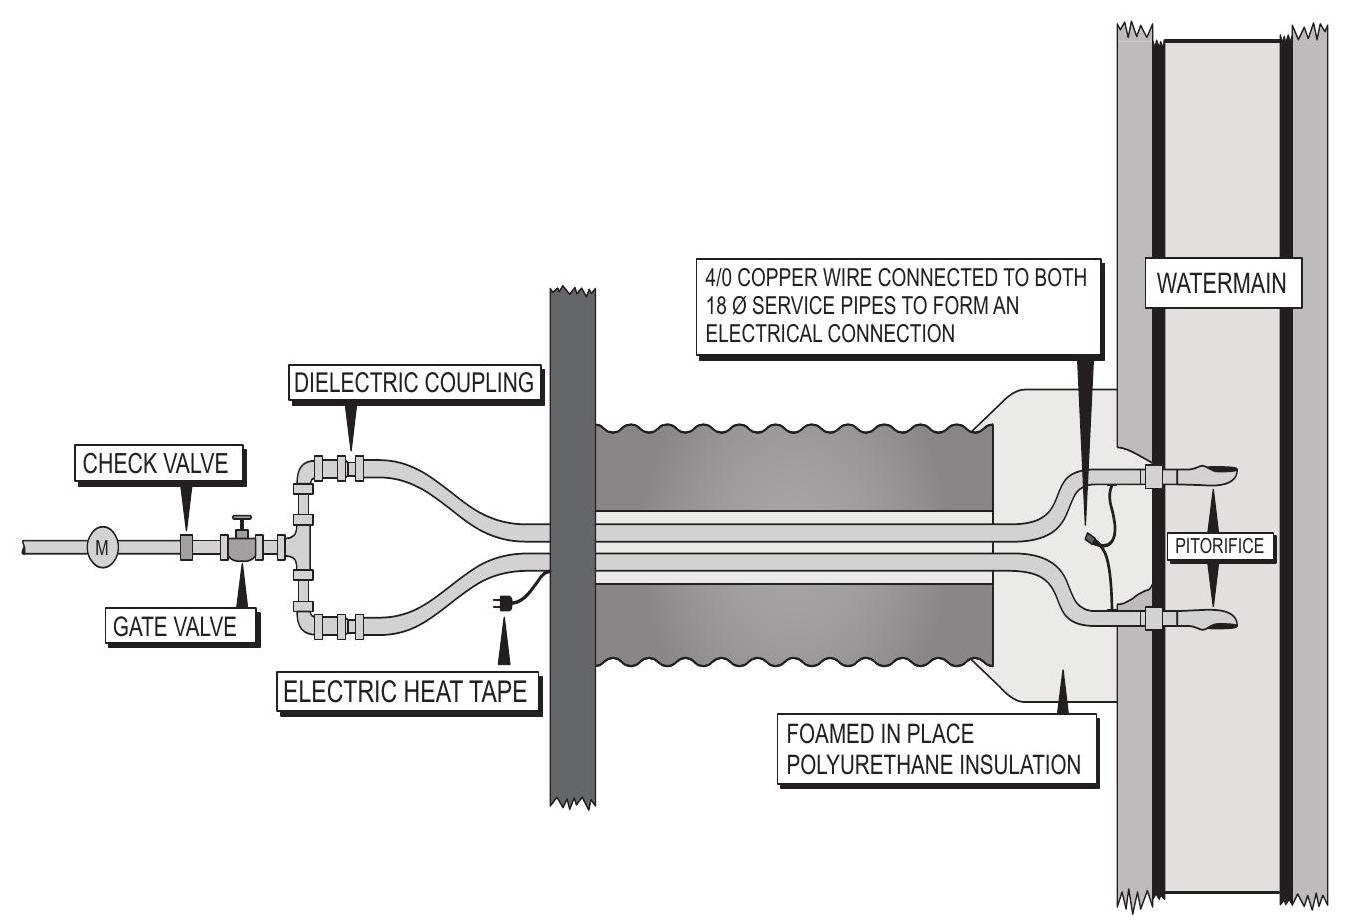 4/0 COPPER WIRE CONNECTED TO BOTH
18 Ø SERVICE PIPES TO FORM AN
ELECTRICAL CONNECTION
WATERMAIN
DIELECTRIC COUPLING
CHECK VALVE
M
PITORIFICE
GATE VALVE
ELECTRIC HEAT TAPE
FOAMED IN PLACE
POLYURETHANE INSULATION